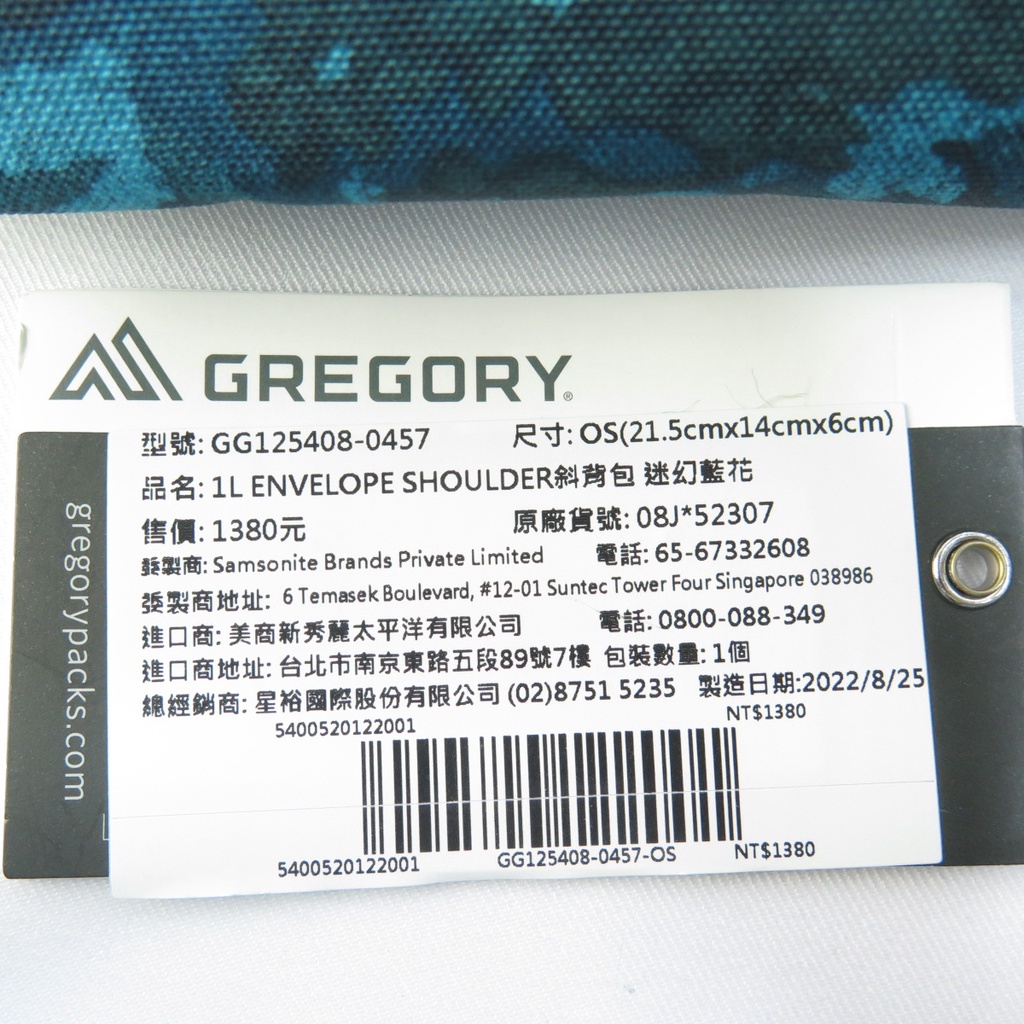 GREGORY®
gregorypacks.com
型號: GG125408-0457 尺寸: OS(21.5cmx14cmx6cm)
品名: 1L ENVELOPE SHOULDER斜背包 迷幻藍花
售價: 1380元 原廠貨號: 08J*52307
委製商: Samsonite Brands Private Limited 電話: 65-67332608
委製商地址: 6 Temasek Boulevard, #12-01 Suntec Tower Four Singapore 038986
進口商: 美商新秀麗太平洋有限公司 電話: 0800-088-349
進口商地址: 台北市南京東路五段89號7樓 包裝數量: 1個
總經銷商: 星裕國際股份有限公司 (02)8751 5235 製造日期:2022/8/25
5400520122001 NT$1380
5400520122001 GG125408-0457-OS NT$1380